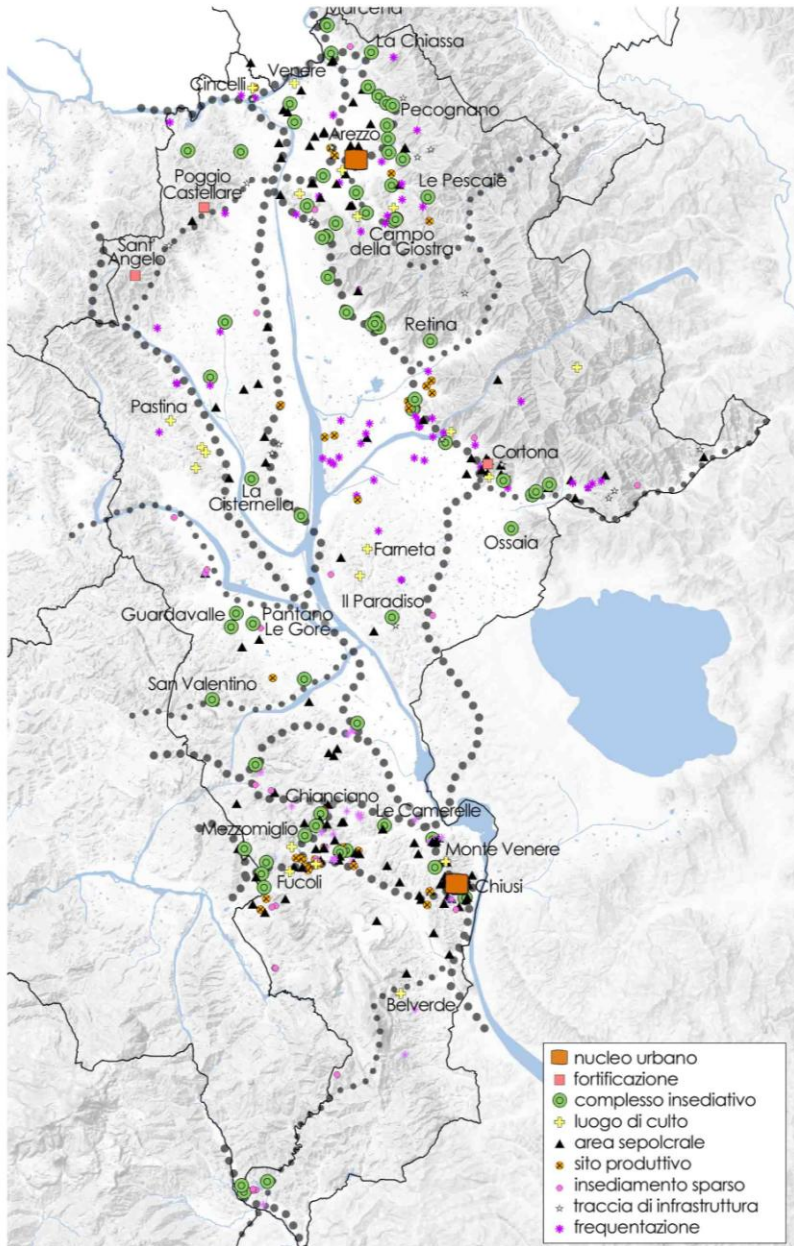 Marcena
La Chiassa
Venere
Cincelli
Pecognano
Arezzo
Poggio
Castellare
Le Pescaie
Sant'
Angelo
Campo
della Giostra
Retina
Pastina
Cortona
La
Cisternella
Ossaia
Farneta
Il Paradiso
Guardavalle
Pantano
Le Gore
San Valentino
Chianciano
Le Camerelle
Mezzomiglio
Monte Venere
Fucoli
Chiusi
Belverde
nucleo urbano
fortificazione
complesso insediativo
luogo di culto
area sepolcrale
sito produttivo
insediamento sparso
traccia di infrastruttura
frequentazione